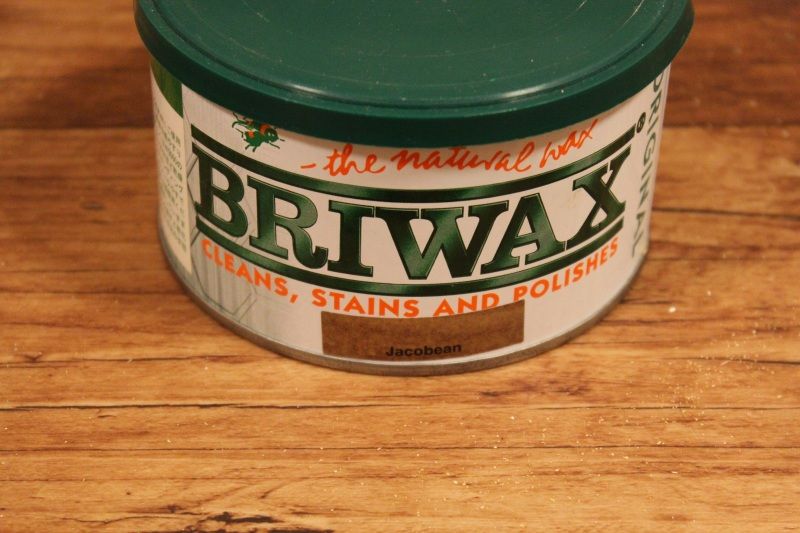 - the natural wax
BRIWAX
CLEANS, STAINS AND POLISHES
Jacobean
ORIGINAL